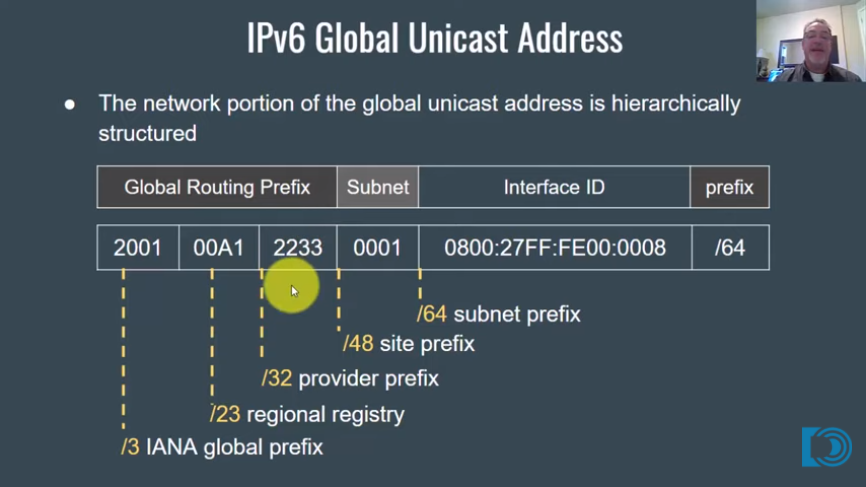 IPv6 Global Unicast Address
● The network portion of the global unicast address is hierarchically
structured
Global Routing Prefix Subnet Interface ID prefix
2001 00A1 2233 0001 0800:27FF:FE00:0008 /64
/64 subnet prefix
/48 site prefix
/32 provider prefix
/23 regional registry
/3 IANA global prefix